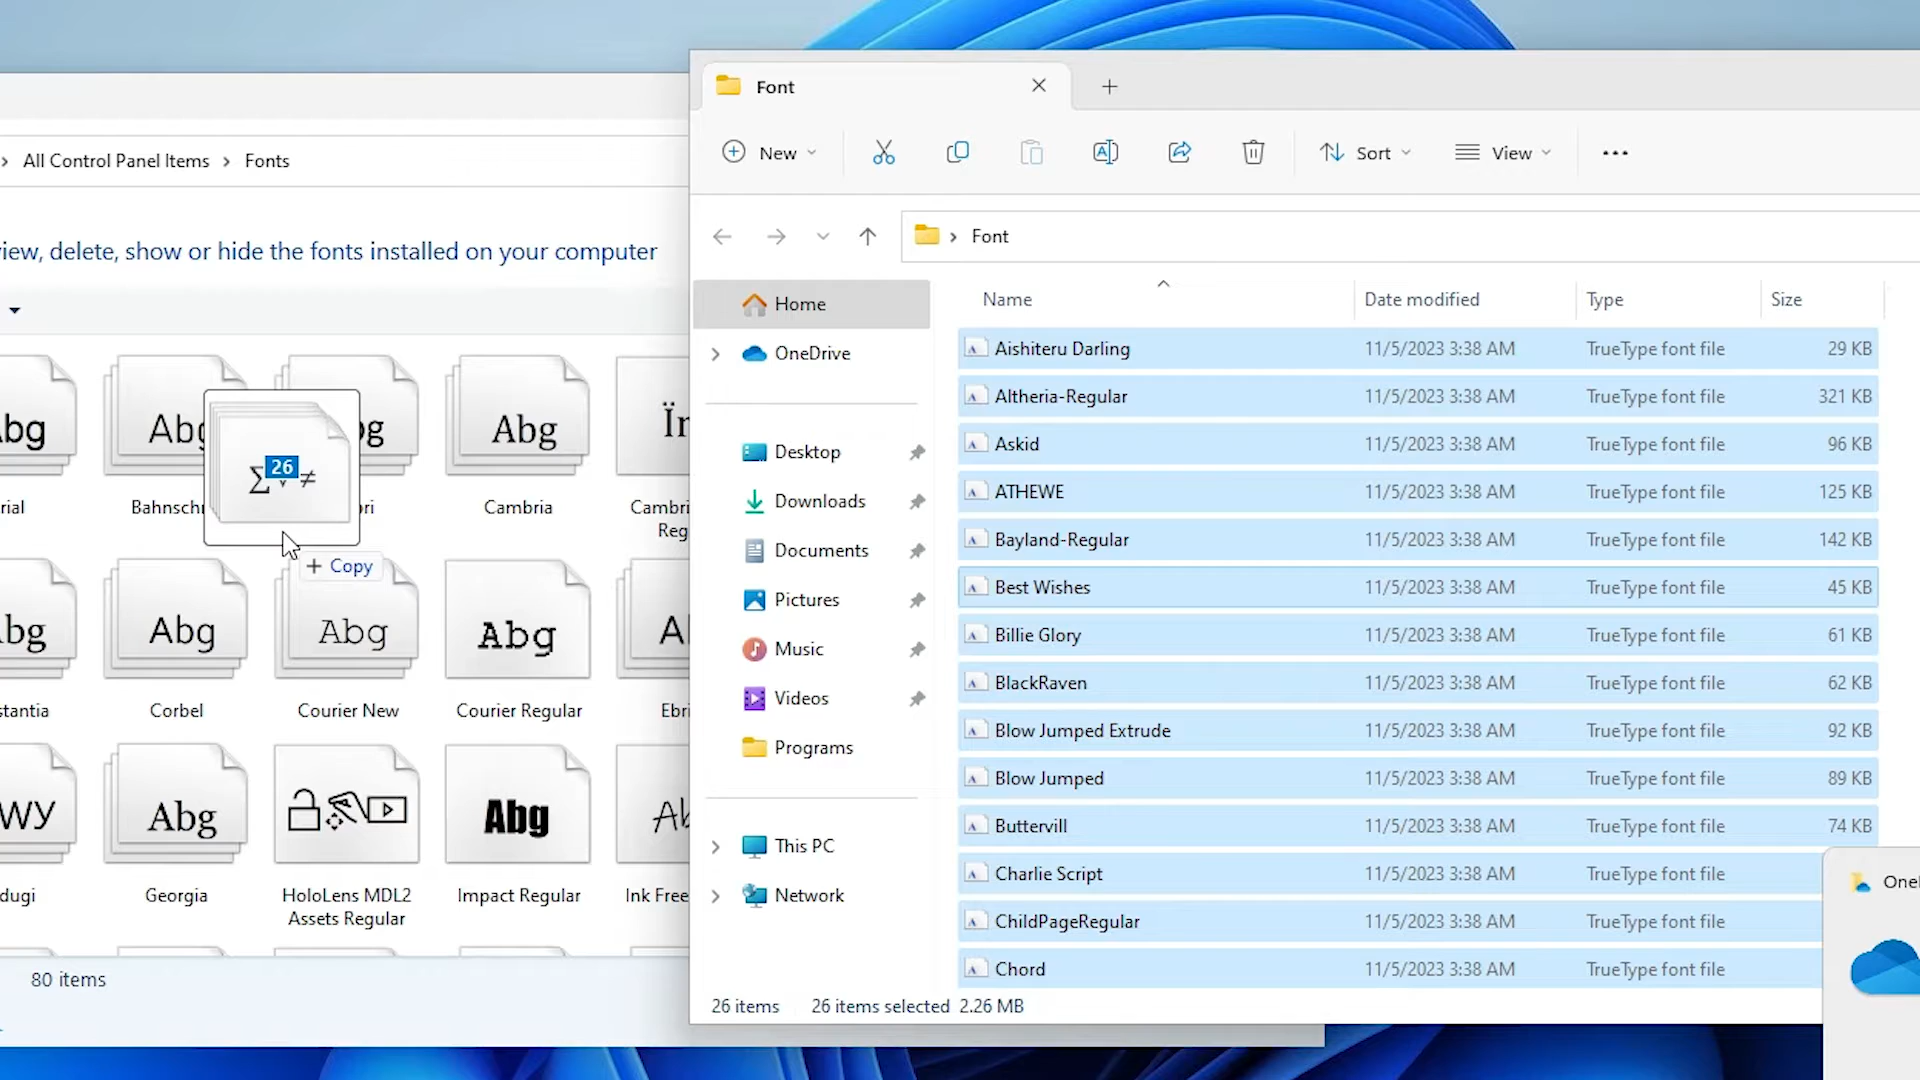 Font
New
Sort
View
All Control Panel Items > Fonts
Font
iew, delete, show or hide the fonts installed on your computer
Name
Date modified
Type
Size
Home
OneDrive
Desktop
Downloads
Documents
Pictures
Music
Videos
Programs
This PC
Network
Aishiteru Darling 11/5/2023 3:38 AM TrueType font file 29 KB
Altheria-Regular 11/5/2023 3:38 AM TrueType font file 321 KB
Askid 11/5/2023 3:38 AM TrueType font file 96 KB
ATHEWE 11/5/2023 3:38 AM TrueType font file 125 KB
Bayland-Regular 11/5/2023 3:38 AM TrueType font file 142 KB
Best Wishes 11/5/2023 3:38 AM TrueType font file 45 KB
Billie Glory 11/5/2023 3:38 AM TrueType font file 61 KB
BlackRaven 11/5/2023 3:38 AM TrueType font file 62 KB
Blow Jumped Extrude 11/5/2023 3:38 AM TrueType font file 92 KB
Blow Jumped 11/5/2023 3:38 AM TrueType font file 89 KB
Buttervill 11/5/2023 3:38 AM TrueType font file 74 KB
Charlie Script 11/5/2023 3:38 AM TrueType font file
ChildPageRegular 11/5/2023 3:38 AM TrueType font file
Chord 11/5/2023 3:38 AM TrueType font file
26 items 26 items selected 2.26 MB
bg Abg bg Abg Ïn
26
Σ ≠
rial Bahnschr ri Cambria Cambri
Reg
+ Copy
bg Abg Abg Abg Al
stantia Corbel Courier New Courier Regular Ebri
wy Abg Abg Ab
dugi Georgia HoloLens MDL2 Impact Regular Ink Free
Assets Regular
80 items
OneI